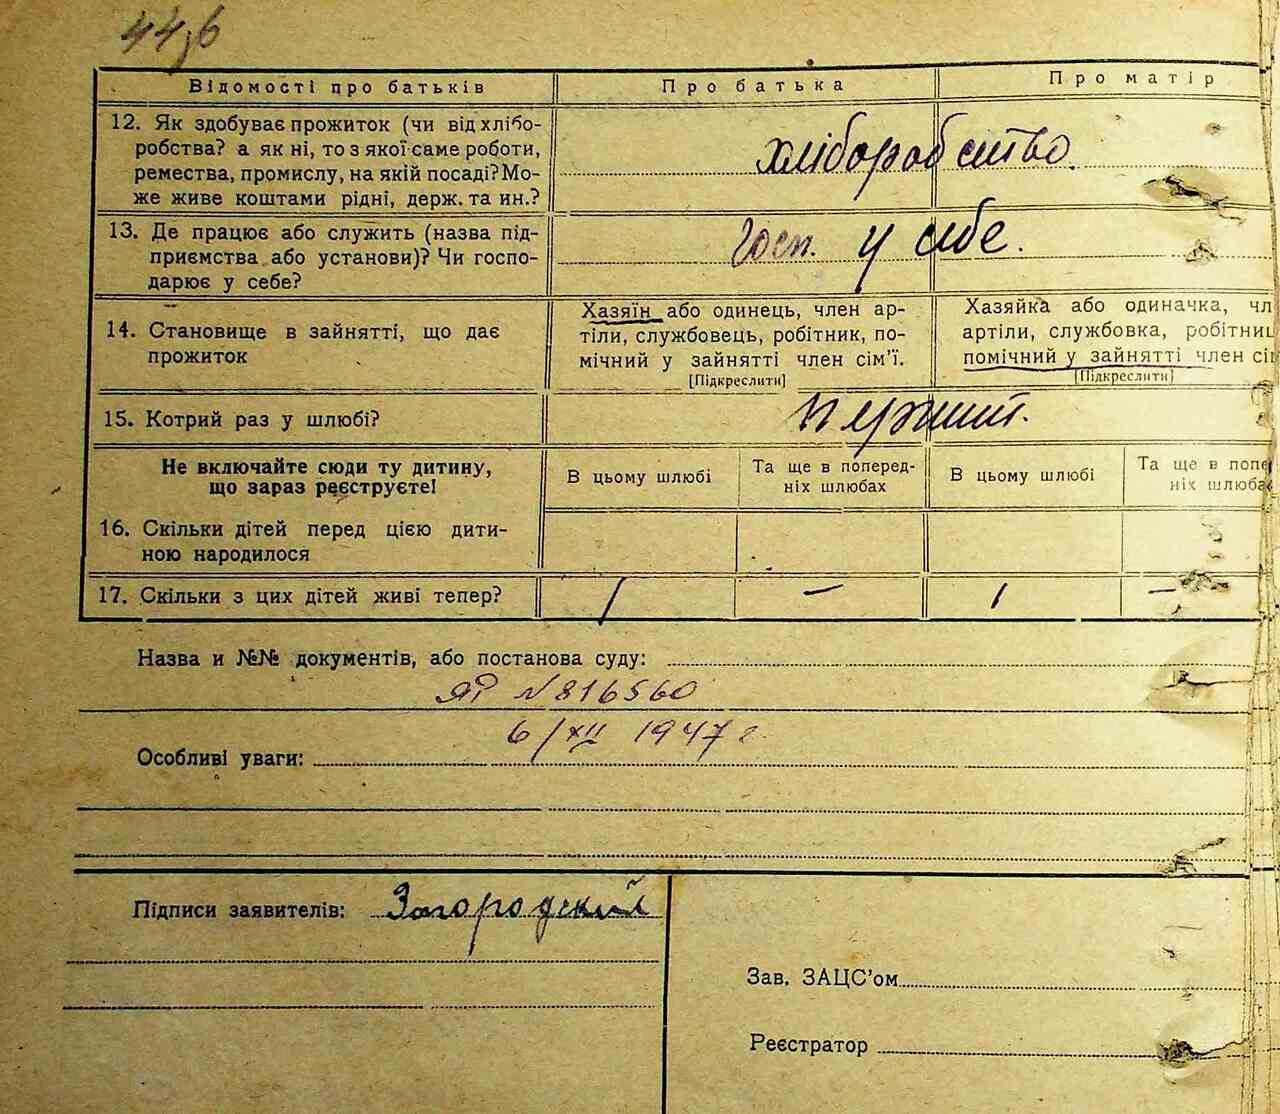 44,б
Відомості про батьків Про батька Про матір
12. Як здобуває прожиток (чи від хлібо-
робства? а як ні, то з якої саме роботи,
ремества, промислу, на якій посаді? Мо-
же живе коштами рідні, держ. та ин.?
хліборобство
13. Де працює або служить (назва під-
приємства або установи)? Чи госпо-
дарює у себе?
Госп. у себе.
14. Становище в зайнятті, що дає
прожиток
Хазяїн або одинець, член ар-
тіли, службовець, робітник, по-
мічний у зайнятті член сім'ї.
[Підкреслити]
Хазяйка або одиначка, чл
артіли, службовка, робітниц
помічний у зайнятті член сім
[Підкреслити]
15. Котрий раз у шлюбі?
Не включайте сюди ту дитину,
що зараз реєструєте!
В цьому шлюбі
Та ще в поперед-
ніх шлюбах
В цьому шлюбі
Та ще в попе
ніх шлюба
16. Скільки дітей перед цією дити-
ною народилося
17. Скільки з цих дітей живі тепер? 1 – 1 –
Назва и №№ документів, або постанова суду:
ЯР N 816560
6/XII 1947 г.
Особливі уваги:
Підписи заявителів: Загородский
Зав. ЗАЦС'ом
Реєстратор